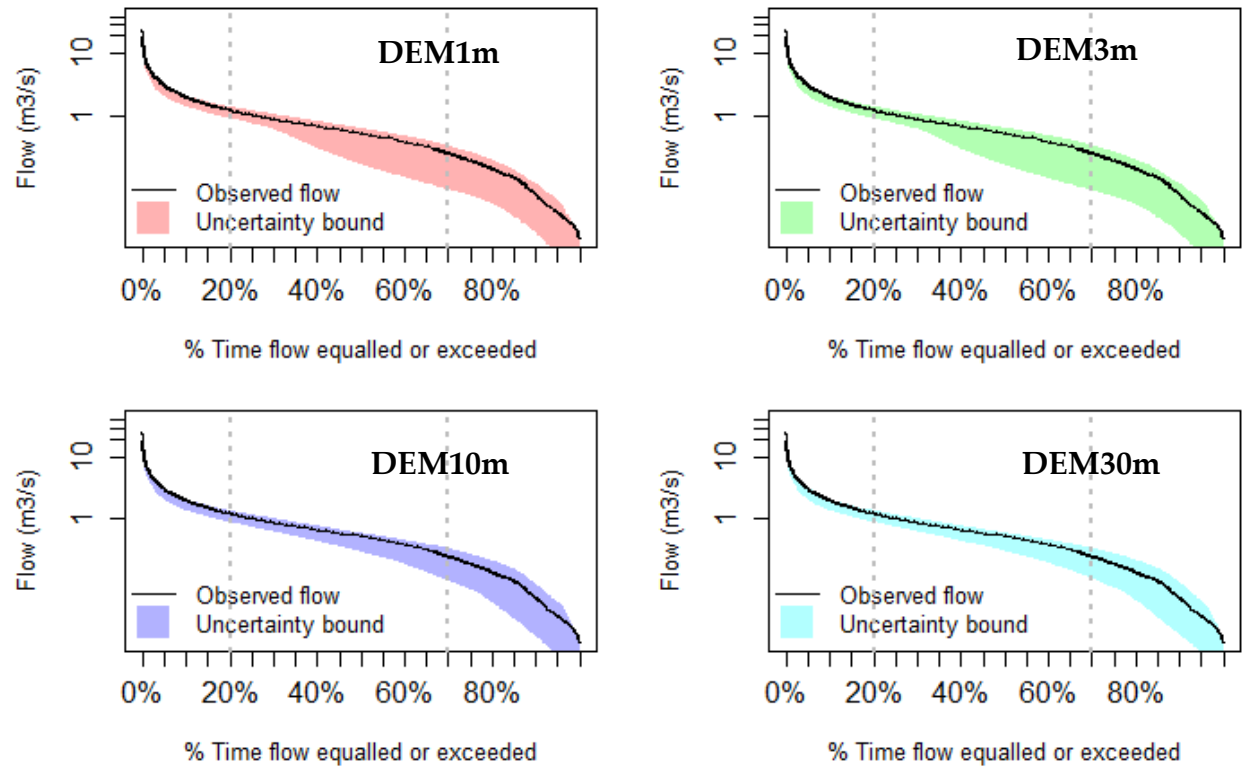 DEM1m
Flow (m3/s)
10
1
Observed flow
Uncertainty bound
0% 20% 40% 60% 80%
% Time flow equalled or exceeded
DEM3m
Flow (m3/s)
10
1
Observed flow
Uncertainty bound
0% 20% 40% 60% 80%
% Time flow equalled or exceeded
DEM10m
Flow (m3/s)
10
1
Observed flow
Uncertainty bound
0% 20% 40% 60% 80%
% Time flow equalled or exceeded
DEM30m
Flow (m3/s)
10
1
Observed flow
Uncertainty bound
0% 20% 40% 60% 80%
% Time flow equalled or exceeded